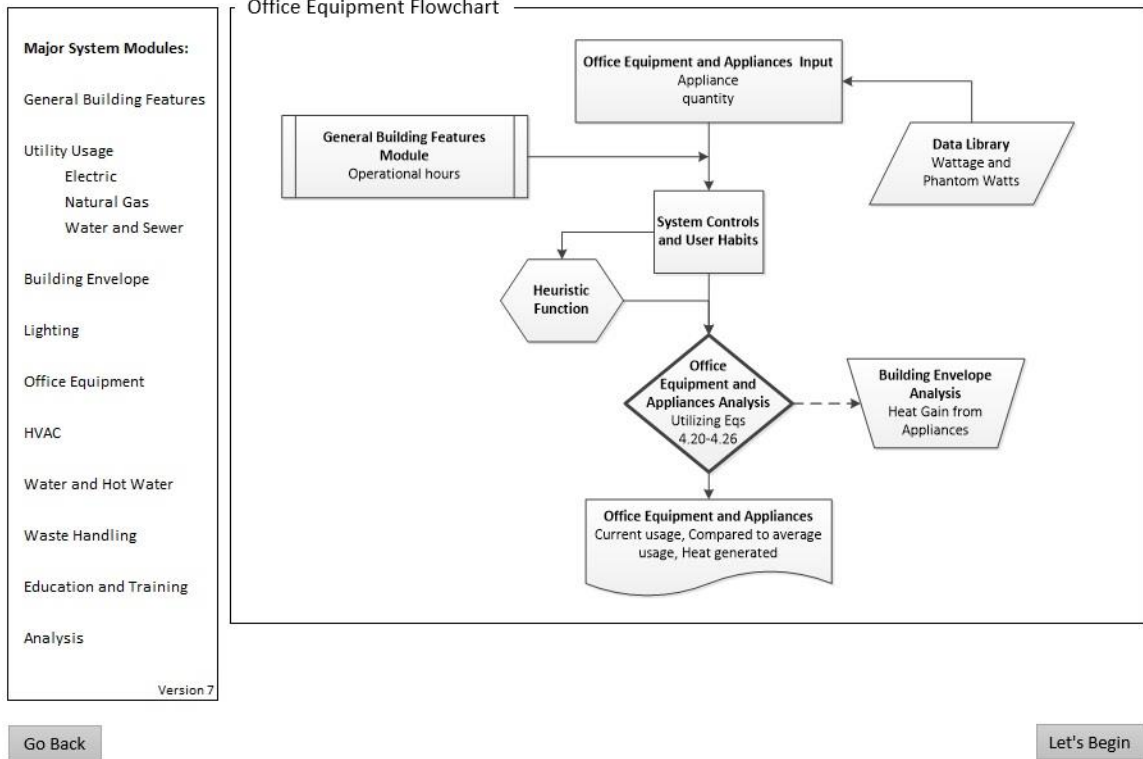 Office Equipment Flowchart
Major System Modules:
General Building Features
Utility Usage
Electric
Natural Gas
Water and Sewer
Building Envelope
Lighting
Office Equipment
HVAC
Water and Hot Water
Waste Handling
Education and Training
Analysis
Version 7
Office Equipment and Appliances Input
Appliance
quantity
General Building Features
Module
Operational hours
Data Library
Wattage and
Phantom Watts
System Controls
and User Habits
Heuristic
Function
Office
Equipment and
Appliances Analysis
Utilizing Eqs
4.20-4.26
Building Envelope
Analysis
Heat Gain from
Appliances
Office Equipment and Appliances
Current usage, Compared to average
usage, Heat generated
Go Back
Let's Begin